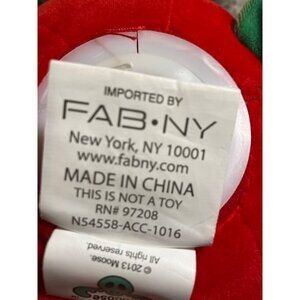 IMPORTED BY
FAB•NY
New York, NY 10001
www.fabny.com
MADE IN CHINA
THIS IS NOT A TOY
RN# 97208
N54558-ACC-1016
© 2013 Moose.
All rights reserved.